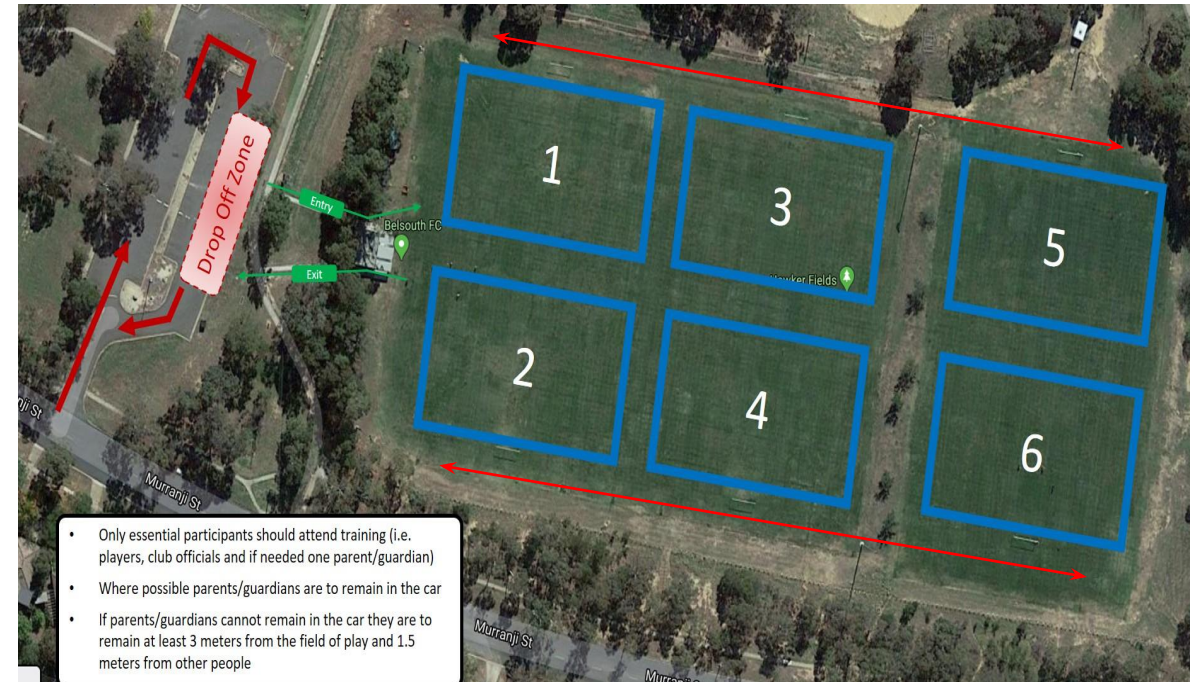 Drop Off Zone
Entry
Exit
Belsouth FC
1
3
5
Hawker Fields
2
4
6
Murranji St
Murranji St
• Only essential participants should attend training (i.e.
players, club officials and if needed one parent/guardian)
• Where possible parents/guardians are to remain in the car
• If parents/guardians cannot remain in the car they are to
remain at least 3 meters from the field of play and 1.5
meters from other people